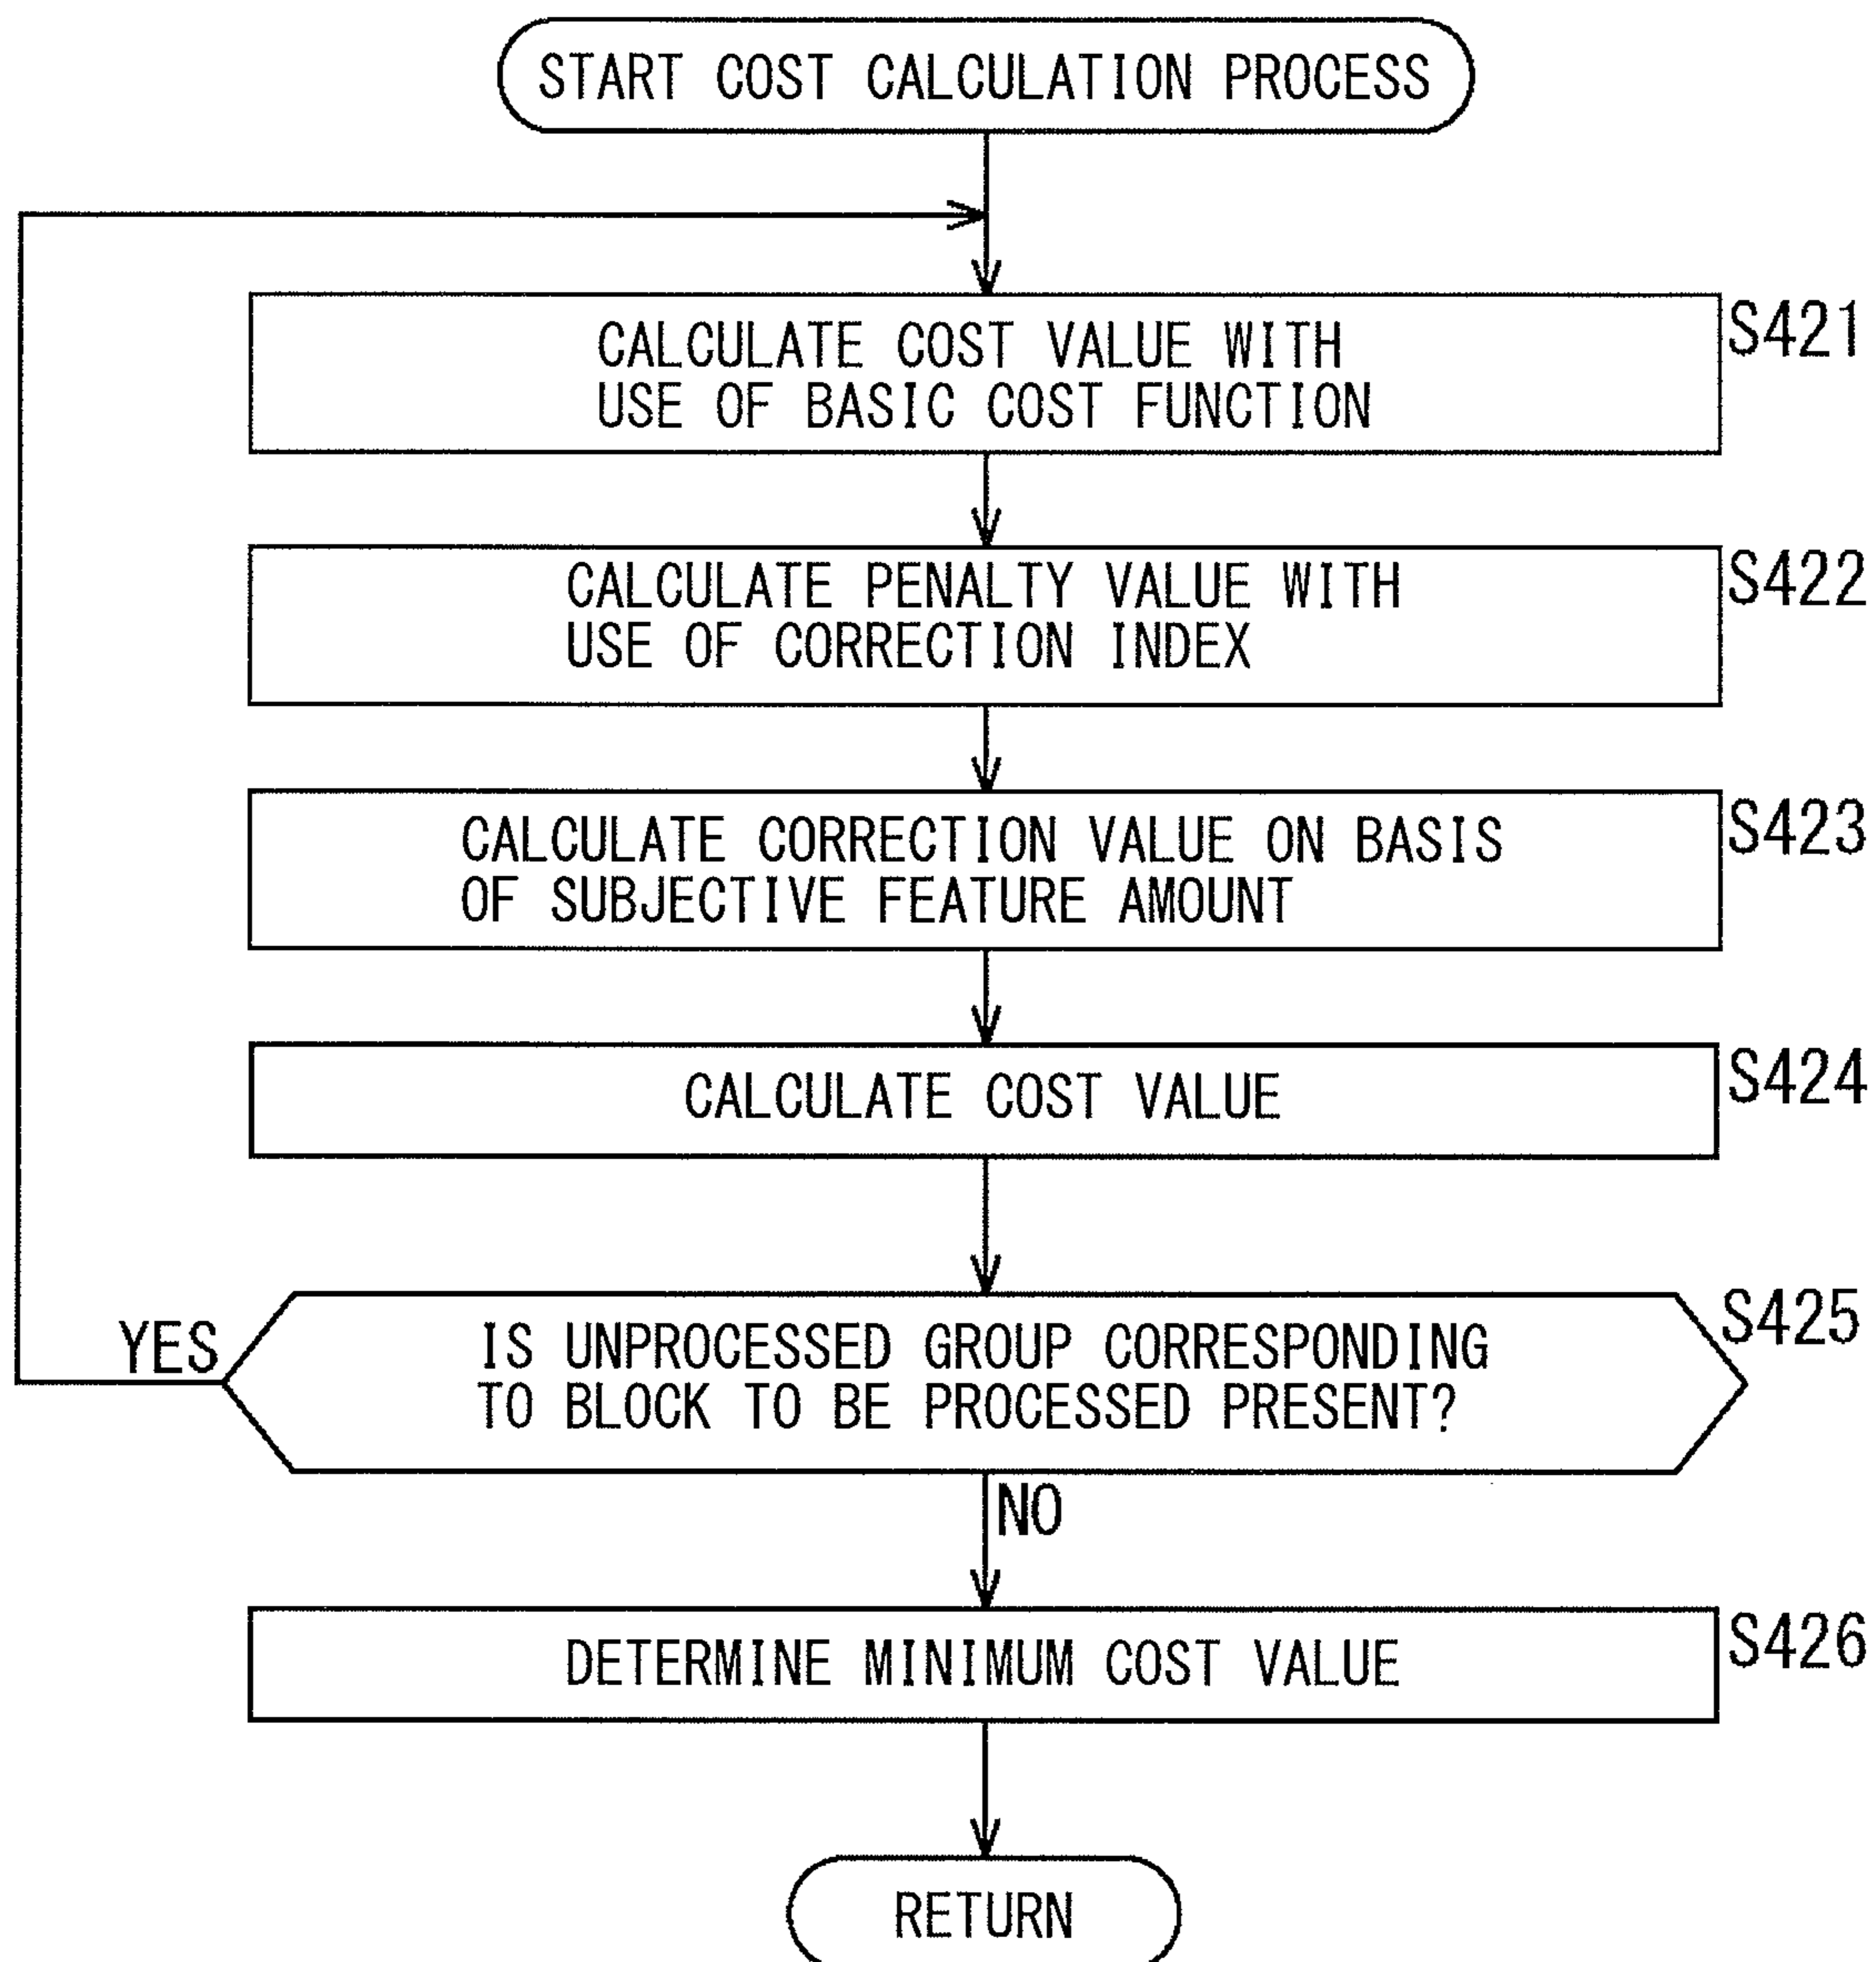 START COST CALCULATION PROCESS
CALCULATE COST VALUE WITH
USE OF BASIC COST FUNCTION
S421
CALCULATE PENALTY VALUE WITH
USE OF CORRECTION INDEX
S422
CALCULATE CORRECTION VALUE ON BASIS
OF SUBJECTIVE FEATURE AMOUNT
S423
CALCULATE COST VALUE
S424
YES
IS UNPROCESSED GROUP CORRESPONDING
TO BLOCK TO BE PROCESSED PRESENT?
S425
NO
DETERMINE MINIMUM COST VALUE
S426
RETURN